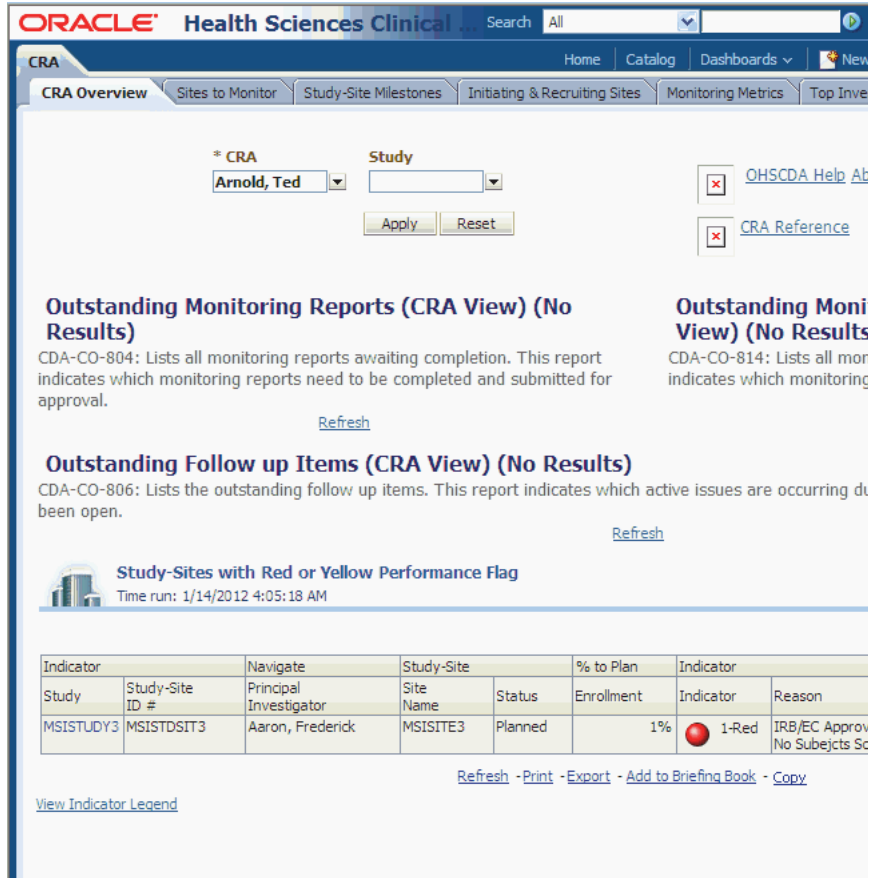 ORACLE Health Sciences Clinical ... Search All
CRA Home Catalog Dashboards New
CRA Overview Sites to Monitor Study-Site Milestones Initiating & Recruiting Sites Monitoring Metrics Top Inve
* CRA Study
Arnold, Ted
OHSCDA Help Ab
Apply Reset
CRA Reference
Outstanding Monitoring Reports (CRA View) (No
Results)
CDA-CO-804: Lists all monitoring reports awaiting completion. This report
indicates which monitoring reports need to be completed and submitted for
approval.
Refresh
Outstanding Moni
View) (No Results
CDA-CO-814: Lists all mor
indicates which monitoring
Outstanding Follow up Items (CRA View) (No Results)
CDA-CO-806: Lists the outstanding follow up items. This report indicates which active issues are occurring du
been open.
Refresh
Study-Sites with Red or Yellow Performance Flag
Time run: 1/14/2012 4:05:18 AM
Indicator Navigate Study-Site % to Plan Indicator
Study Study-Site ID # Principal Investigator Site Name Status Enrollment Indicator Reason
MSISTUDY3 MSISTDSIT3 Aaron, Frederick MSISITE3 Planned 1% 1-Red IRB/EC Approv
No Subejcts Sc
Refresh - Print - Export - Add to Briefing Book - Copy
View Indicator Legend